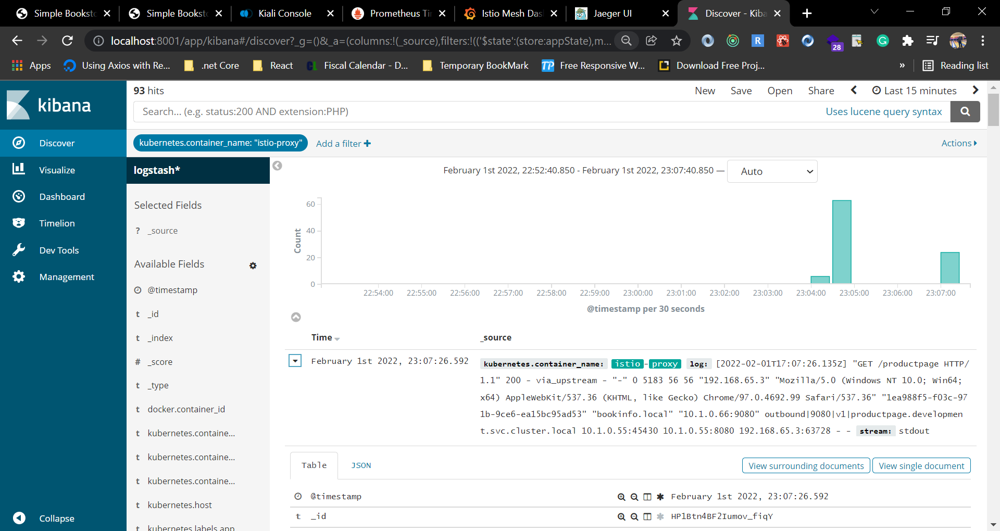 Simple Booksto
Simple Booksto
Kiali Console
Prometheus Tim
Istio Mesh Das
Jaeger UI
Discover - Kiba
localhost:8001/app/kibana#/discover?_g=()&_a=(columns:!(_source),filters:!(('$state':(store:appState),m...
R
28
G
Apps
Using Axios with Re...
.net Core
React
CL
Fiscal Calendar - D...
Temporary BookMark
TP
Free Responsive W...
Download Free Proj...
»
Reading list
kibana
Discover
Visualize
Dashboard
Timelion
Dev Tools
Management
Collapse
93 hits
New
Save
Open
Share
Last 15 minutes
Search... (e.g. status:200 AND extension:PHP)
Uses lucene query syntax
kubernetes.container_name: "istio-proxy"
Add a filter +
Actions
logstash*
Selected Fields
? _source
Available Fields
@timestamp
t _id
t _index
# _score
t _type
t docker.container_id
t kubernetes.containe...
t kubernetes.containe...
t kubernetes.containe...
t kubernetes.host
t kubernetes.labels.app
February 1st 2022, 22:52:40.850 - February 1st 2022, 23:07:40.850 —
Auto
Count
60
40
20
0
22:54:00
22:55:00
22:56:00
22:57:00
22:58:00
22:59:00
23:00:00
23:01:00
23:02:00
23:03:00
23:04:00
23:05:00
23:06:00
23:07:00
@timestamp per 30 seconds
Time
_source
February 1st 2022, 23:07:26.592
kubernetes.container_name: istio-proxy log: [2022-02-01T17:07:26.135Z] "GET /productpage HTTP/
1.1" 200 - via_upstream - "-" 0 5183 56 56 "192.168.65.3" "Mozilla/5.0 (Windows NT 10.0; Win64;
x64) AppleWebKit/537.36 (KHTML, like Gecko) Chrome/97.0.4692.99 Safari/537.36" "1ea988f5-f03c-97
1b-9ce6-ea15bc95ad53" "bookinfo.local" "10.1.0.66:9080" outbound|9080|v1|productpage.developmen
t.svc.cluster.local 10.1.0.55:45430 10.1.0.55:8080 192.168.65.3:63728 - - stream: stdout
Table
JSON
View surrounding documents
View single document
@timestamp
February 1st 2022, 23:07:26.592
t _id
HP1Btn4BF2Iumov_fiqY